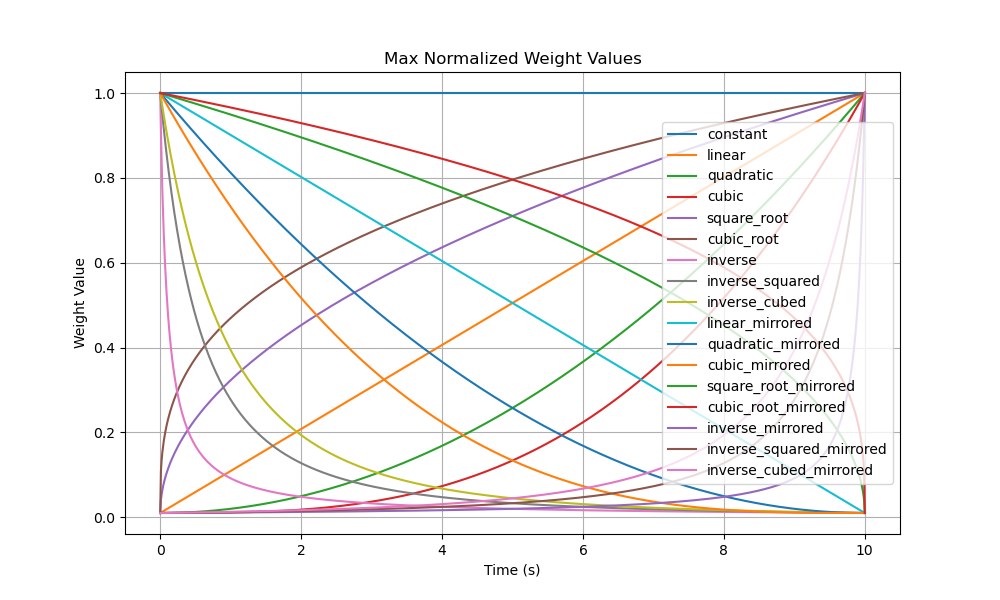 Max Normalized Weight Values
1.0
0.8
0.6
0.4
0.2
0.0
Weight Value
constant
linear
quadratic
cubic
square_root
cubic_root
inverse
inverse_squared
inverse_cubed
linear_mirrored
quadratic_mirrored
cubic_mirrored
square_root_mirrored
cubic_root_mirrored
inverse_mirrored
inverse_squared_mirrored
inverse_cubed_mirrored
0 2 4 6 8 10
Time (s)